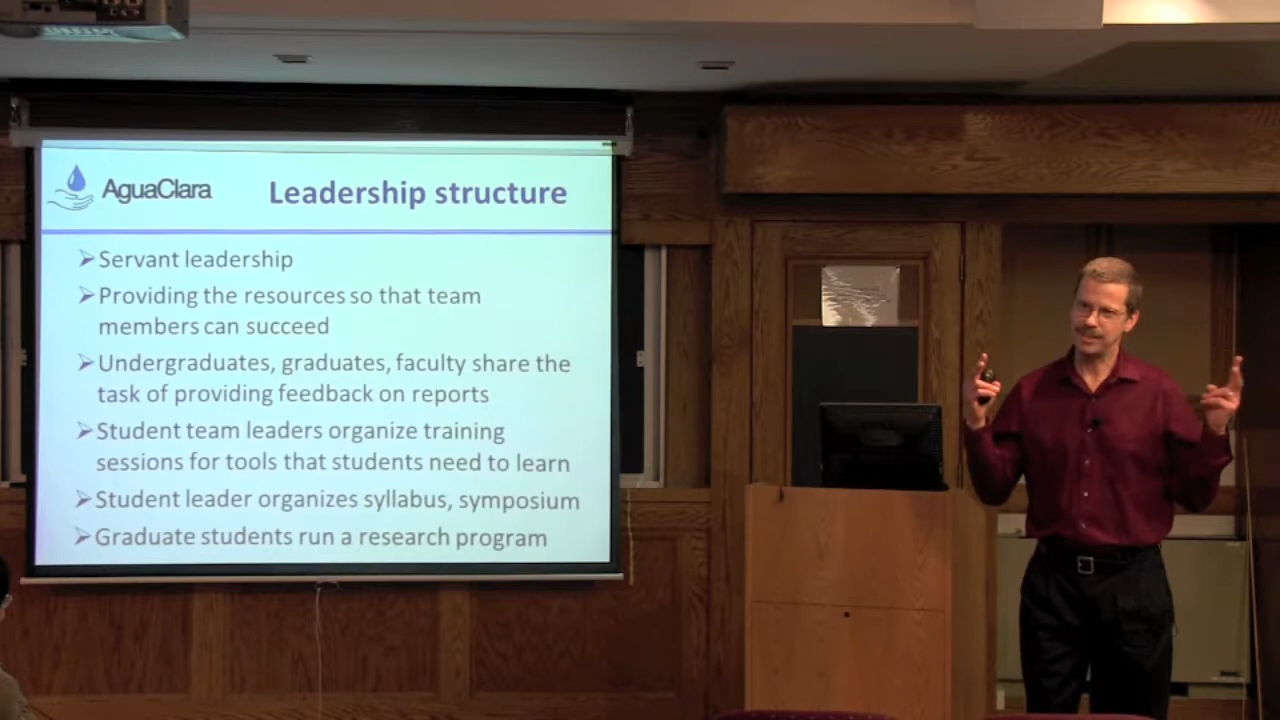 AguaClara
Leadership structure
➢Servant leadership
➢Providing the resources so that team
members can succeed
➢Undergraduates, graduates, faculty share the
task of providing feedback on reports
➢Student team leaders organize training
sessions for tools that students need to learn
➢Student leader organizes syllabus, symposium
➢Graduate students run a research program